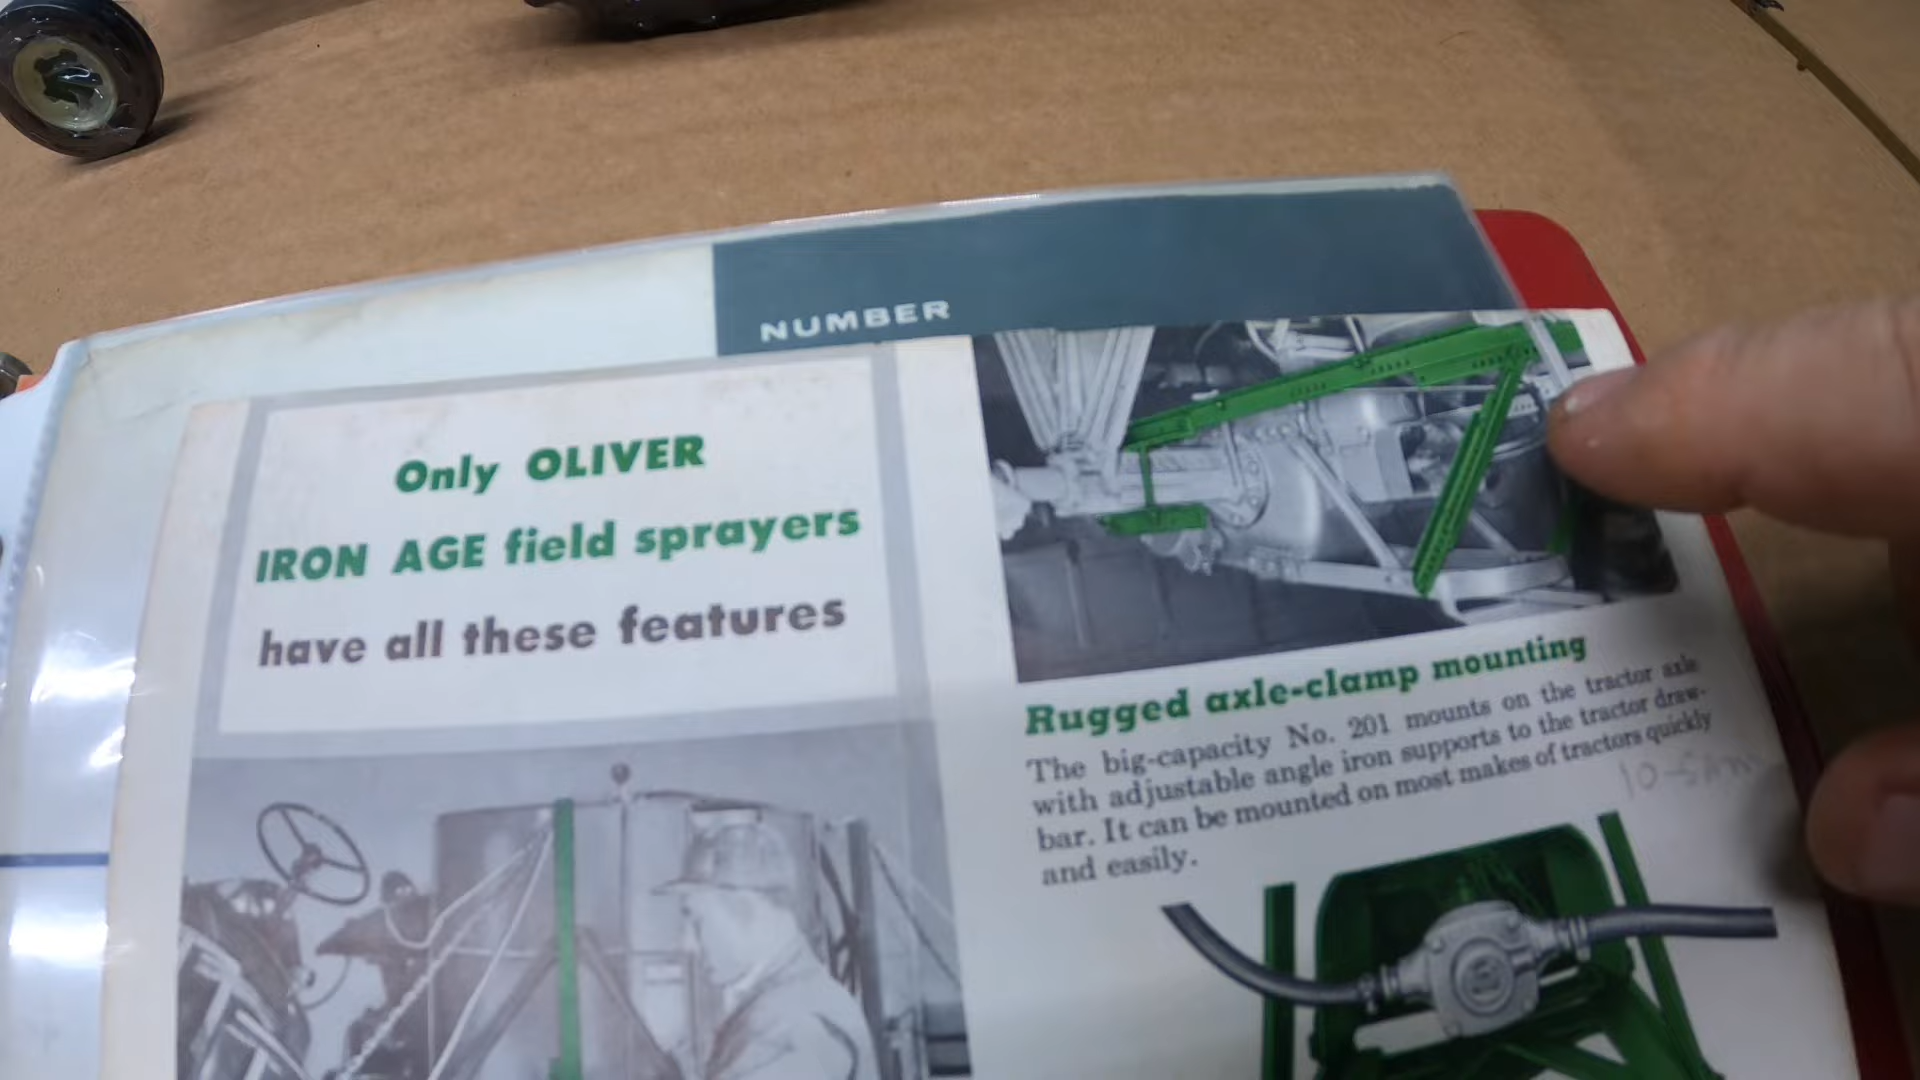 NUMBER
Only OLIVER
IRON AGE field sprayers
have all these features
Rugged axle-clamp mounting
The big-capacity No. 201 mounts on the tractor axle
with adjustable angle iron supports to the tractor draw-
bar. It can be mounted on most makes of tractors quickly
and easily.